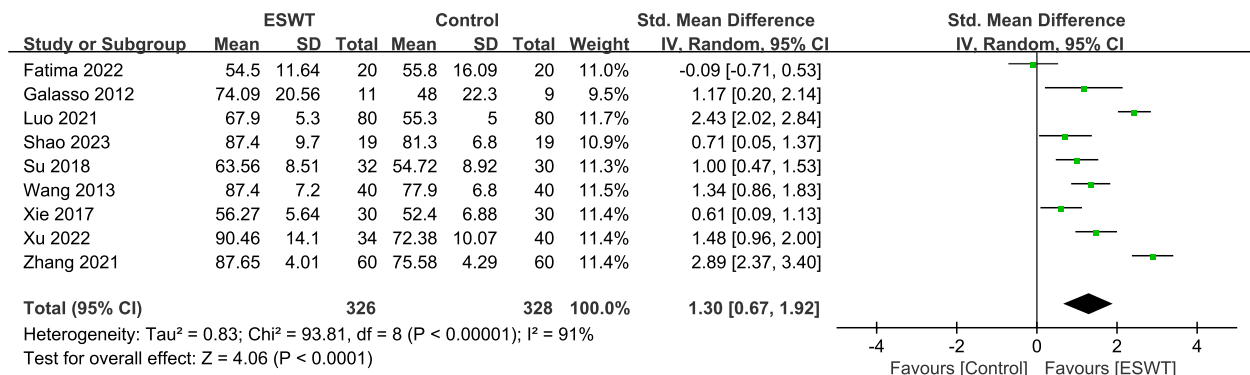 ESWT Control Std. Mean Difference Std. Mean Difference
Study or Subgroup Mean SD Total Mean SD Total Weight IV, Random, 95% CI IV, Random, 95% CI
Fatima 2022 54.5 11.64 20 55.8 16.09 20 11.0% -0.09 [-0.71, 0.53]
Galasso 2012 74.09 20.56 11 48 22.3 9 9.5% 1.17 [0.20, 2.14]
Luo 2021 67.9 5.3 80 55.3 5 80 11.7% 2.43 [2.02, 2.84]
Shao 2023 87.4 9.7 19 81.3 6.8 19 10.9% 0.71 [0.05, 1.37]
Su 2018 63.56 8.51 32 54.72 8.92 30 11.3% 1.00 [0.47, 1.53]
Wang 2013 87.4 7.2 40 77.9 6.8 40 11.5% 1.34 [0.86, 1.83]
Xie 2017 56.27 5.64 30 52.4 6.88 30 11.4% 0.61 [0.09, 1.13]
Xu 2022 90.46 14.1 34 72.38 10.07 40 11.4% 1.48 [0.96, 2.00]
Zhang 2021 87.65 4.01 60 75.58 4.29 60 11.4% 2.89 [2.37, 3.40]
Total (95% CI) 326 328 100.0% 1.30 [0.67, 1.92]
Heterogeneity: Tau² = 0.83; Chi² = 93.81, df = 8 (P < 0.00001); I² = 91%
Test for overall effect: Z = 4.06 (P < 0.0001)
-4 -2 0 2 4
Favours [Control] Favours [ESWT]